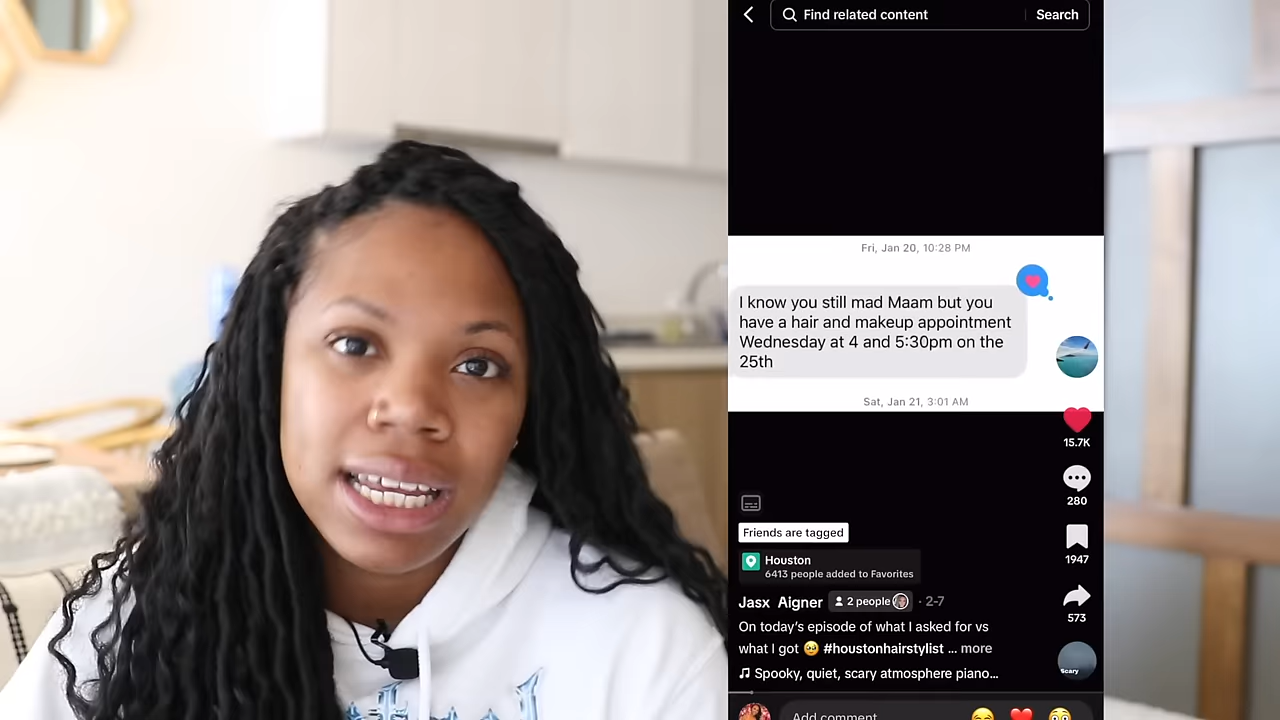 Find related content
Search
Fri, Jan 20, 10:28 PM
I know you still mad Maam but you
have a hair and makeup appointment
Wednesday at 4 and 5:30pm on the
25th
Sat, Jan 21, 3:01 AM
15.7K
280
1947
573
Friends are tagged
Houston
6413 people added to Favorites
Jasx Aigner 2 people · 2-7
On today's episode of what I asked for vs
what I got 🥹 #houstonhairstylist ... more
Spooky, quiet, scary atmosphere piano...
Scary
Add comment